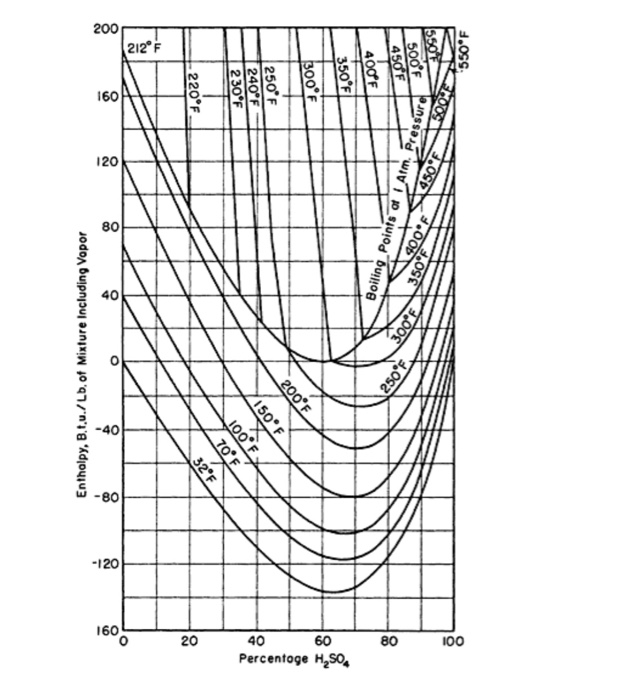 200
160
120
80
40
0
-40
-80
-120
160
Enthalpy, B.t.u./ Lb. of Mixture Including Vapor
212°F
220°F
230°F
240°F
250°F
300°F
350°F
400°F
450°F
500°F
550°F
550°F
500°F
450°F
400°F
350°F
300°F
250°F
Boiling Points at 1 Atm. Pressure
200°F
150°F
100°F
70°F
32°F
0 20 40 60 80 100
Percentage H₂SO₄